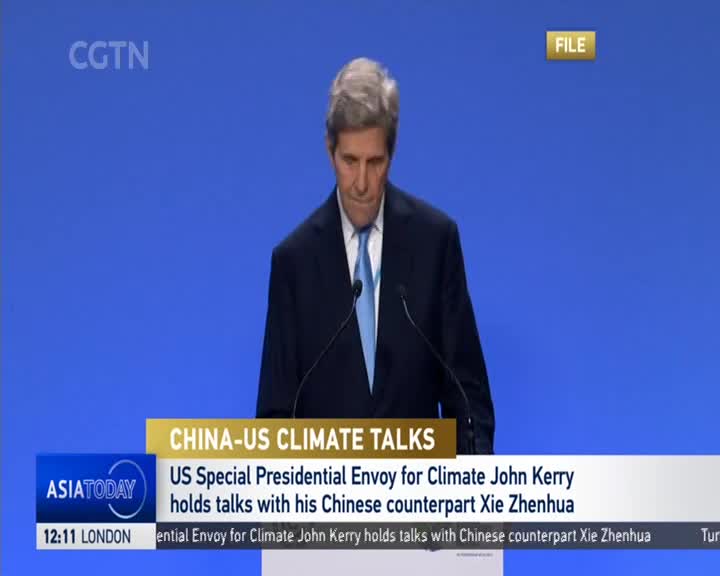 CGTN
FILE
CHINA-US CLIMATE TALKS
US Special Presidential Envoy for Climate John Kerry
holds talks with his Chinese counterpart Xie Zhenhua
ASIA TODAY
12:11 LONDON
ential Envoy for Climate John Kerry holds talks with Chinese counterpart Xie Zhenhua Tur